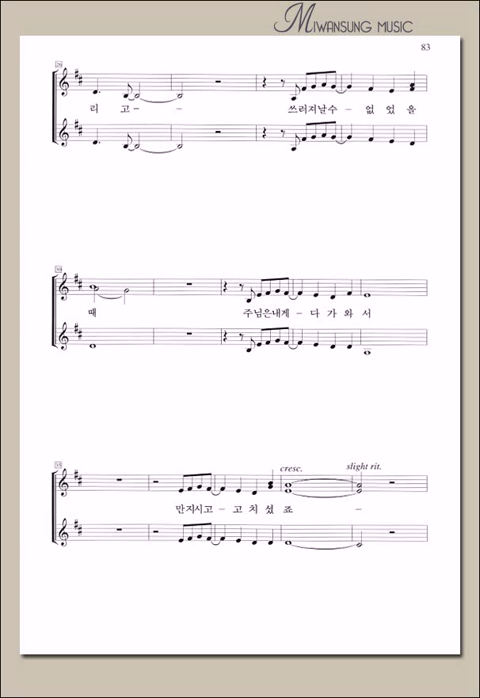 MIWANSUNG MUSIC
83
리 고 - - 쓰러져날수 - 없 었 을
때 주님은내게 - 다 가 와 서
cresc. slight rit.
만지시고 - 고 치 셨 죠 -